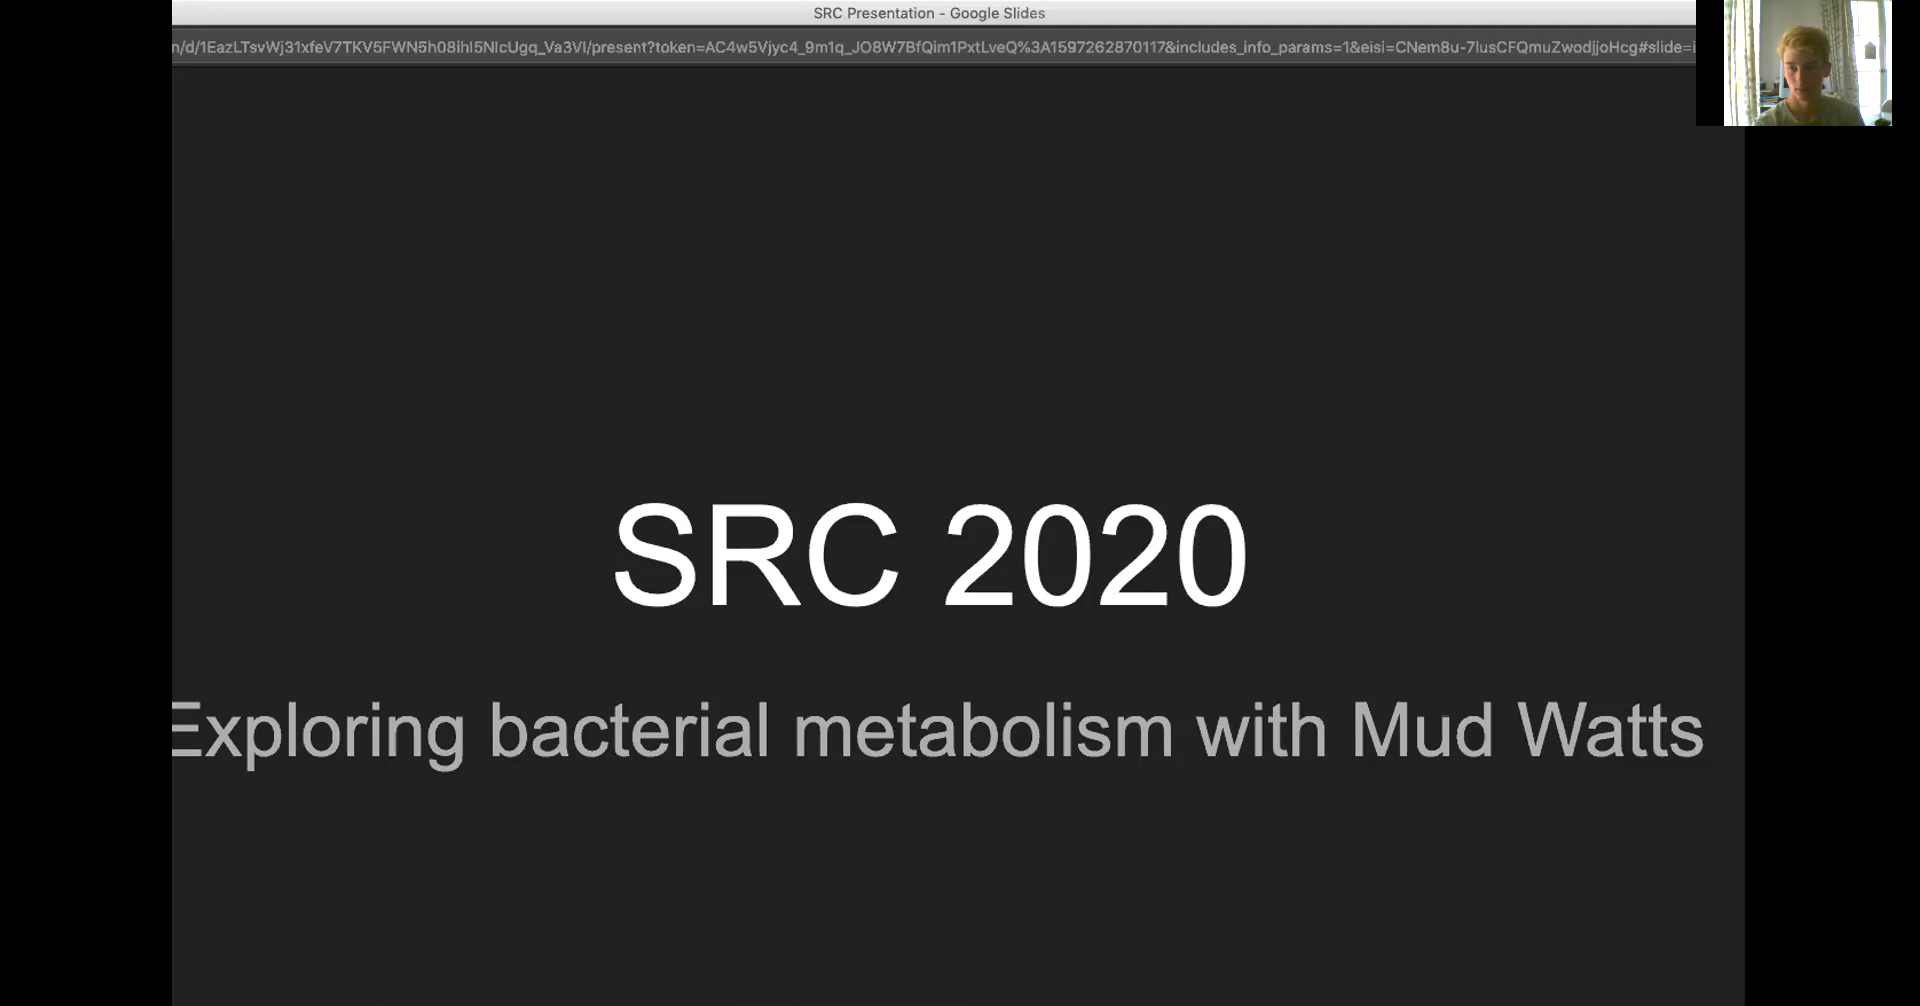 SRC Presentation - Google Slides
n/d/1EazLTsvWj31xfeV7TKV5FWN5h08ihI5NIcUgq_Va3VI/present?token=AC4w5Vjyc4_9m1q_JO8W7BfQim1PxtLveQ%3A1597262870117&includes_info_params=1&eisi=CNem8u-7lusCFQmuZwodjjoHcg#slide=i
SRC 2020
Exploring bacterial metabolism with Mud Watts